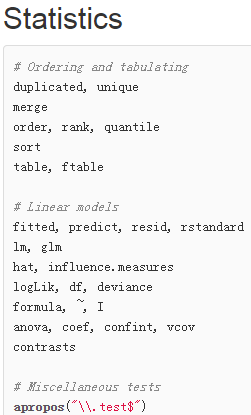 Statistics
# Ordering and tabulating
duplicated, unique
merge
order, rank, quantile
sort
table, ftable
# Linear models
fitted, predict, resid, rstandard
lm, glm
hat, influence.measures
logLik, df, deviance
formula, ~, I
anova, coef, confint, vcov
contrasts
# Miscellaneous tests
apropos("\\.test$")